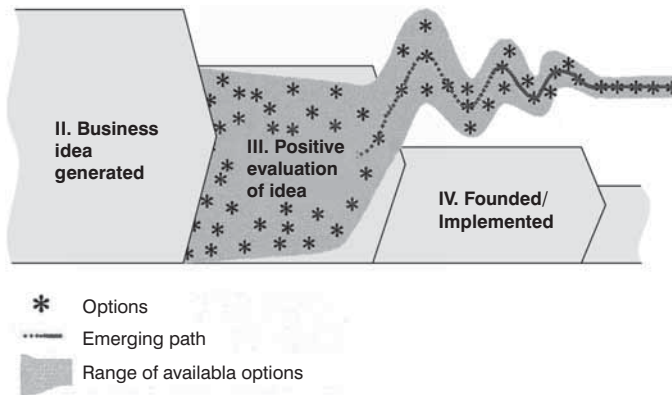 II. Business
idea
generated
III. Positive
evaluation
of idea
IV. Founded/
Implemented
Options
Emerging path
Range of availabla options